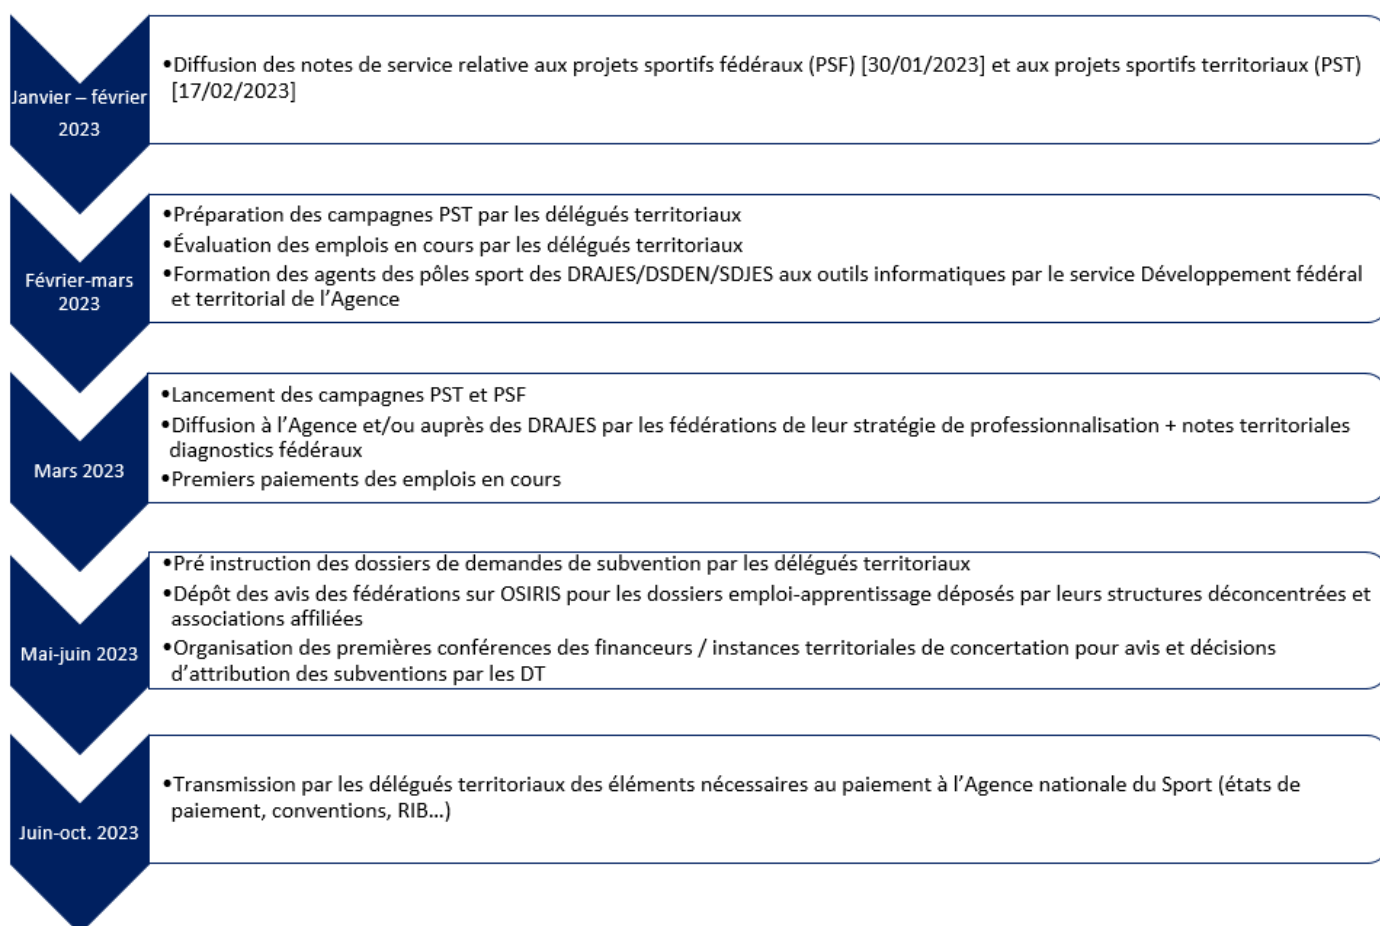 Janvier – février
2023
•Diffusion des notes de service relative aux projets sportifs fédéraux (PSF) [30/01/2023] et aux projets sportifs territoriaux (PST)
[17/02/2023]
Février-mars
2023
•Préparation des campagnes PST par les délégués territoriaux
•Évaluation des emplois en cours par les délégués territoriaux
•Formation des agents des pôles sport des DRAJES/DSDEN/SDJES aux outils informatiques par le service Développement fédéral
et territorial de l’Agence
Mars 2023
•Lancement des campagnes PST et PSF
•Diffusion à l’Agence et/ou auprès des DRAJES par les fédérations de leur stratégie de professionnalisation + notes territoriales
diagnostics fédéraux
•Premiers paiements des emplois en cours
Mai-juin 2023
•Pré instruction des dossiers de demandes de subvention par les délégués territoriaux
•Dépôt des avis des fédérations sur OSIRIS pour les dossiers emploi-apprentissage déposés par leurs structures déconcentrées et
associations affiliées
•Organisation des premières conférences des financeurs / instances territoriales de concertation pour avis et décisions
d’attribution des subventions par les DT
Juin-oct. 2023
•Transmission par les délégués territoriaux des éléments nécessaires au paiement à l’Agence nationale du Sport (états de
paiement, conventions, RIB…)